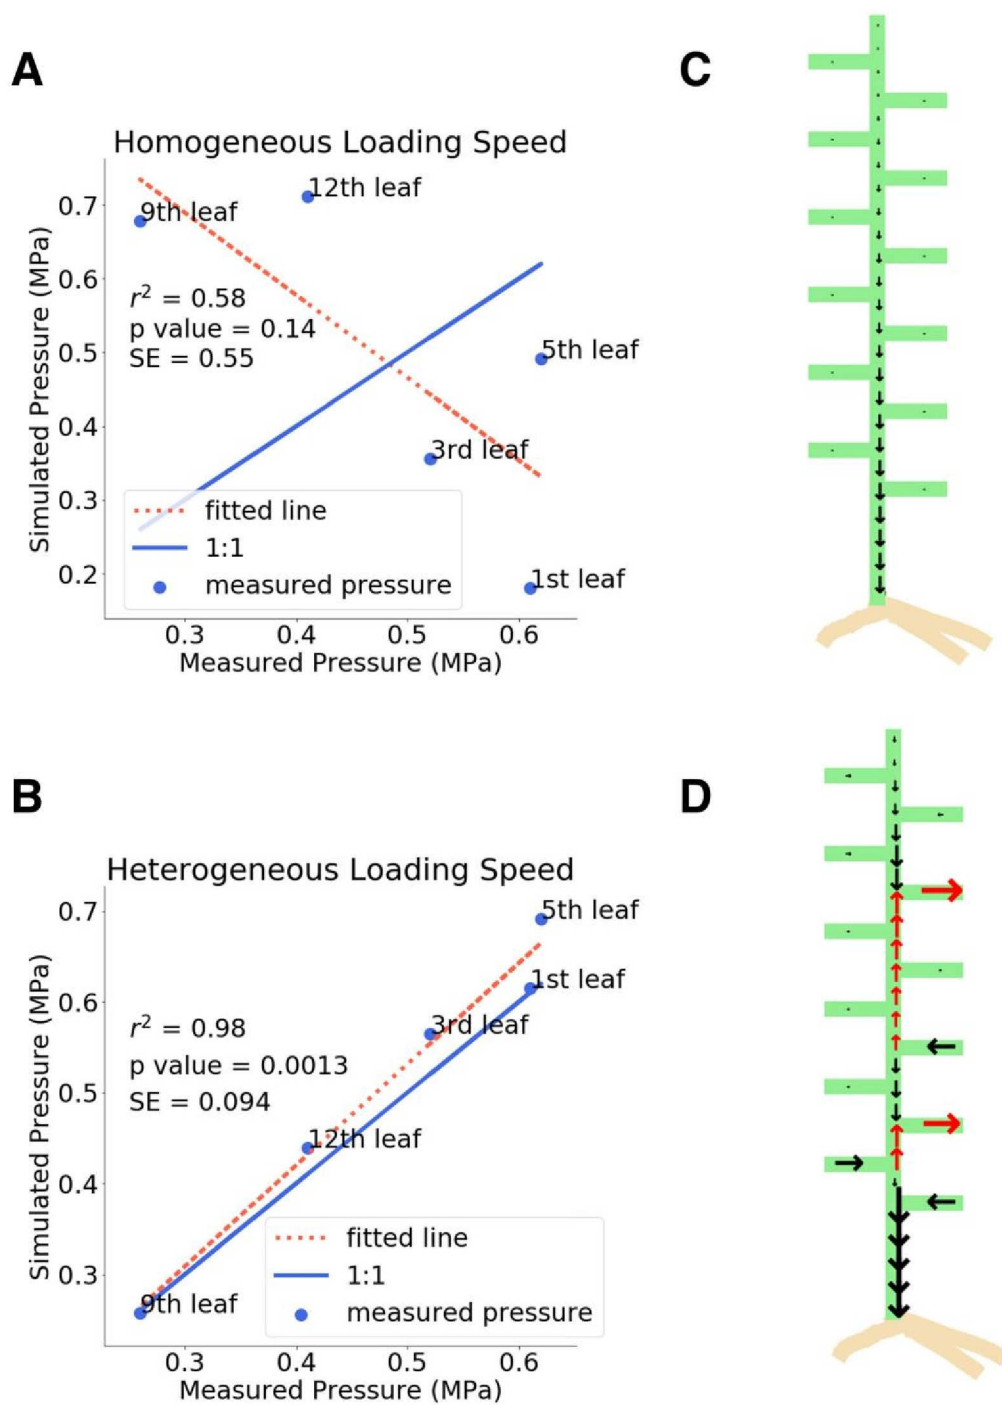 A
Homogeneous Loading Speed
Simulated Pressure (MPa)
0.7
0.6
0.5
0.4
0.3
0.2
12th leaf
9th leaf
r² = 0.58
p value = 0.14
SE = 0.55
5th leaf
3rd leaf
1st leaf
fitted line
1:1
measured pressure
0.3 0.4 0.5 0.6
Measured Pressure (MPa)
C
B
Heterogeneous Loading Speed
Simulated Pressure (MPa)
0.7
0.6
0.5
0.4
0.3
5th leaf
1st leaf
3rd leaf
r² = 0.98
p value = 0.0013
SE = 0.094
12th leaf
9th leaf
fitted line
1:1
measured pressure
0.3 0.4 0.5 0.6
Measured Pressure (MPa)
D